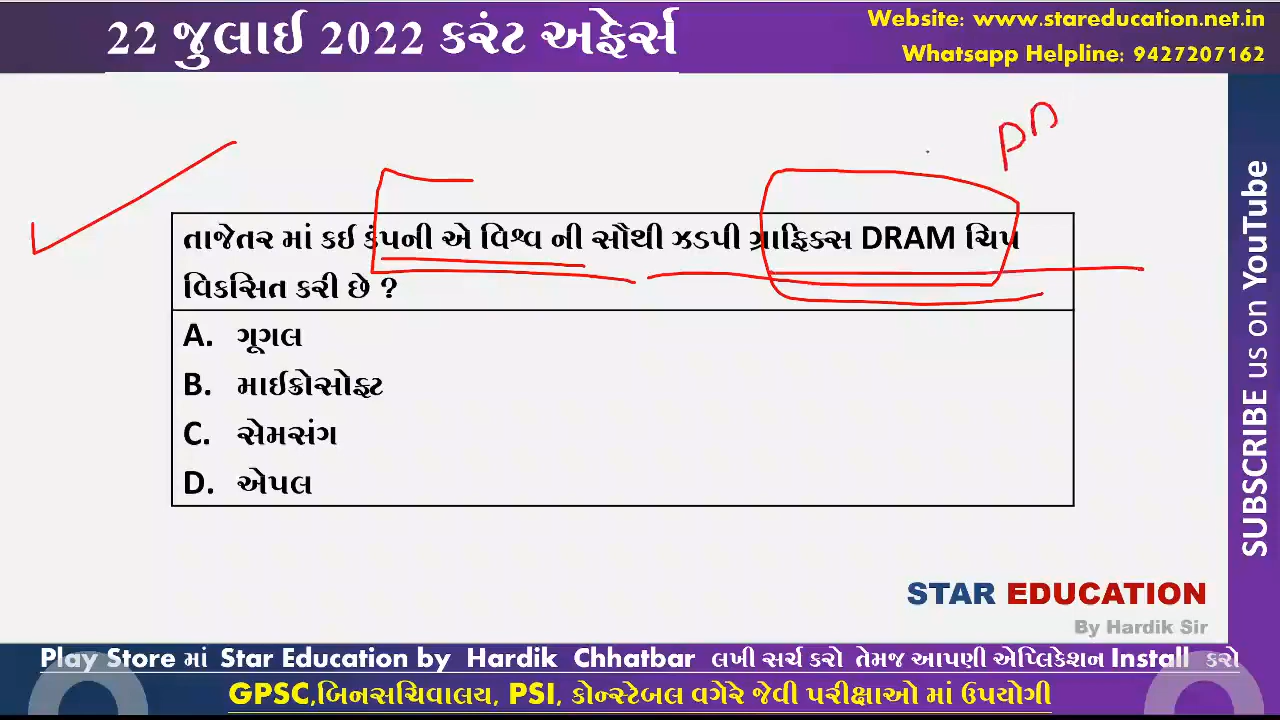 22 જુલાઈ 2022 કરંટ અફેર્સ
Website: www.stareducation.net.in
Whatsapp Helpline: 9427207162
તાજેતર માં કઈ કંપની એ વિશ્વ ની સૌથી ઝડપી ગ્રાફિક્સ DRAM ચિપ
વિકસિત કરી છે ?
A. ગૂગલ
B. માઈક્રોસોફ્ટ
C. સેમસંગ
D. એપલ
SUBSCRIBE us on YouTube
STAR EDUCATION
By Hardik Sir
Play Store માં Star Education by Hardik Chhatbar લખી સર્ચ કરો તેમજ આપણી એપ્લિકેશન Install કરો
GPSC,બિનસચિવાલય, PSI, કોન્સ્ટેબલ વગેરે જેવી પરીક્ષાઓ માં ઉપયોગી